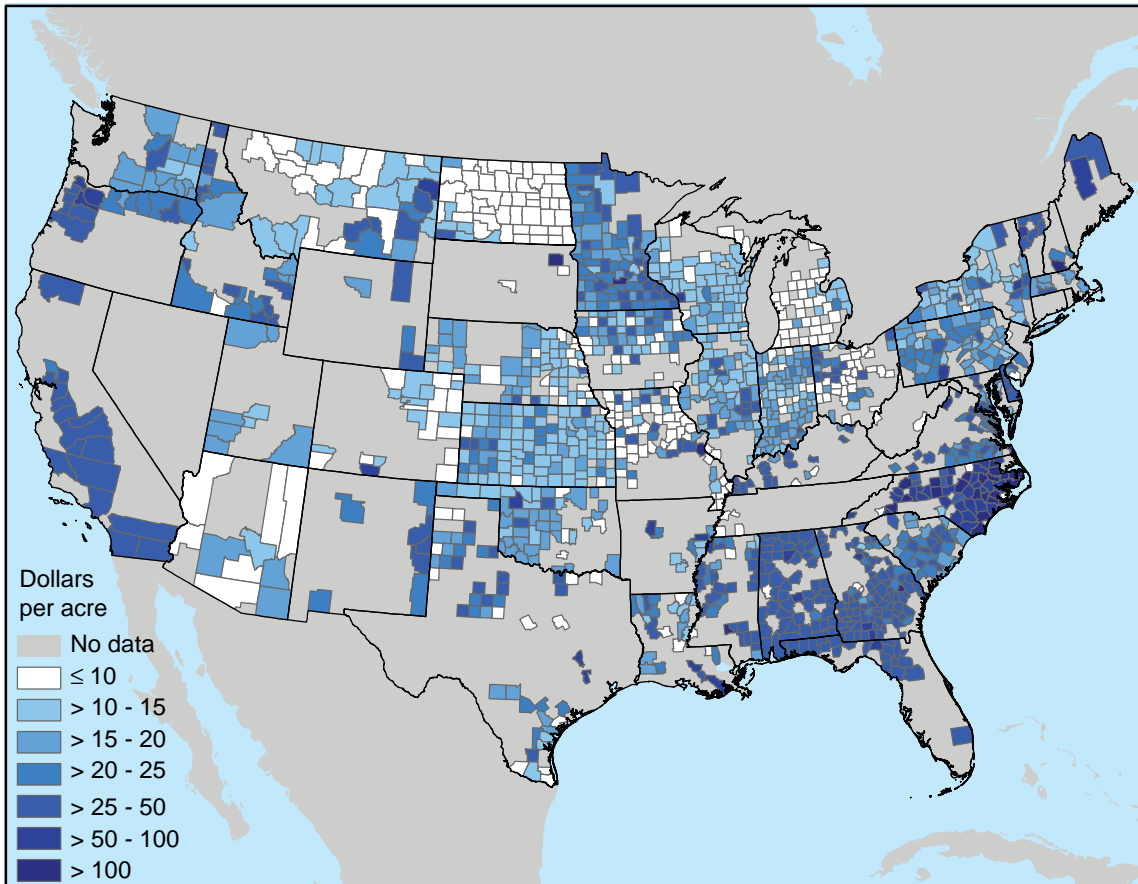 Dollars
per acre
No data
≤ 10
> 10 - 15
> 15 - 20
> 20 - 25
> 25 - 50
> 50 - 100
> 100